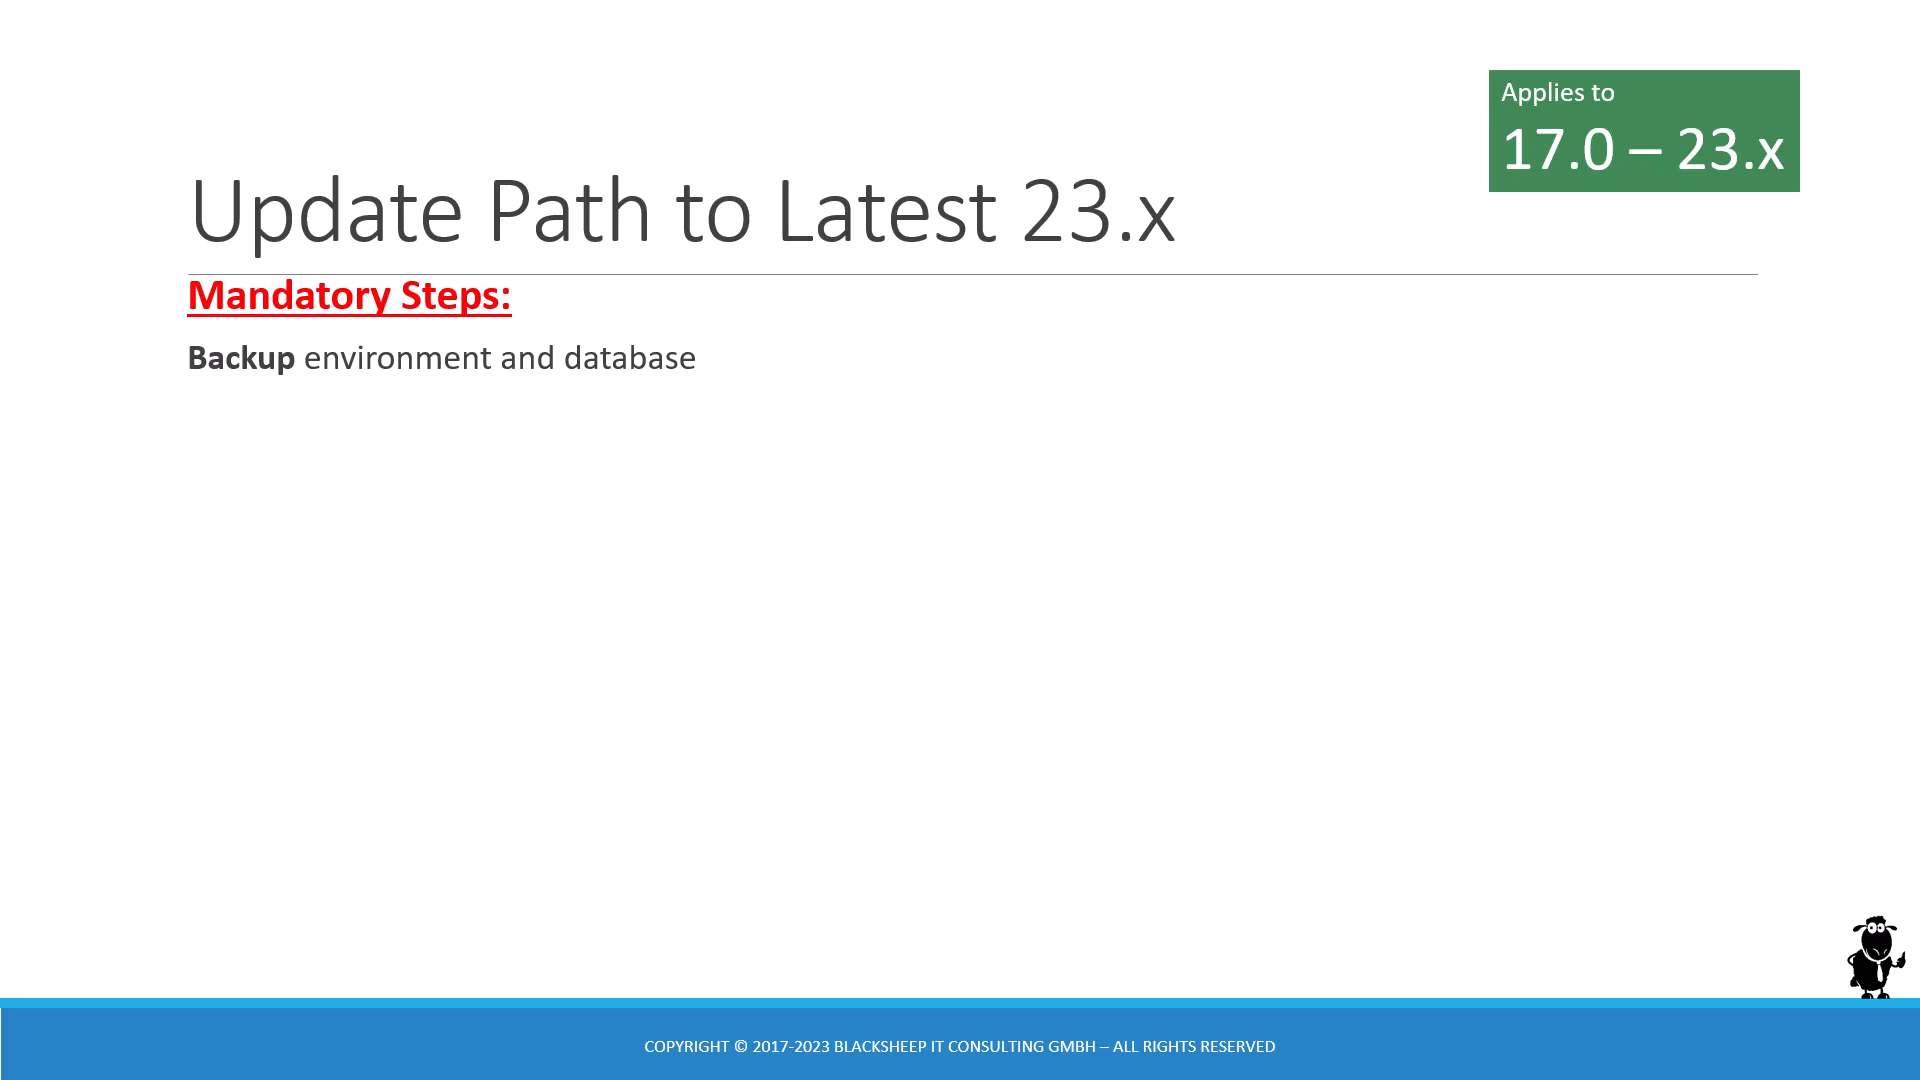 Applies to
17.0 – 23.x
Update Path to Latest 23.x
Mandatory Steps:
Backup environment and database
COPYRIGHT © 2017-2023 BLACKSHEEP IT CONSULTING GMBH – ALL RIGHTS RESERVED